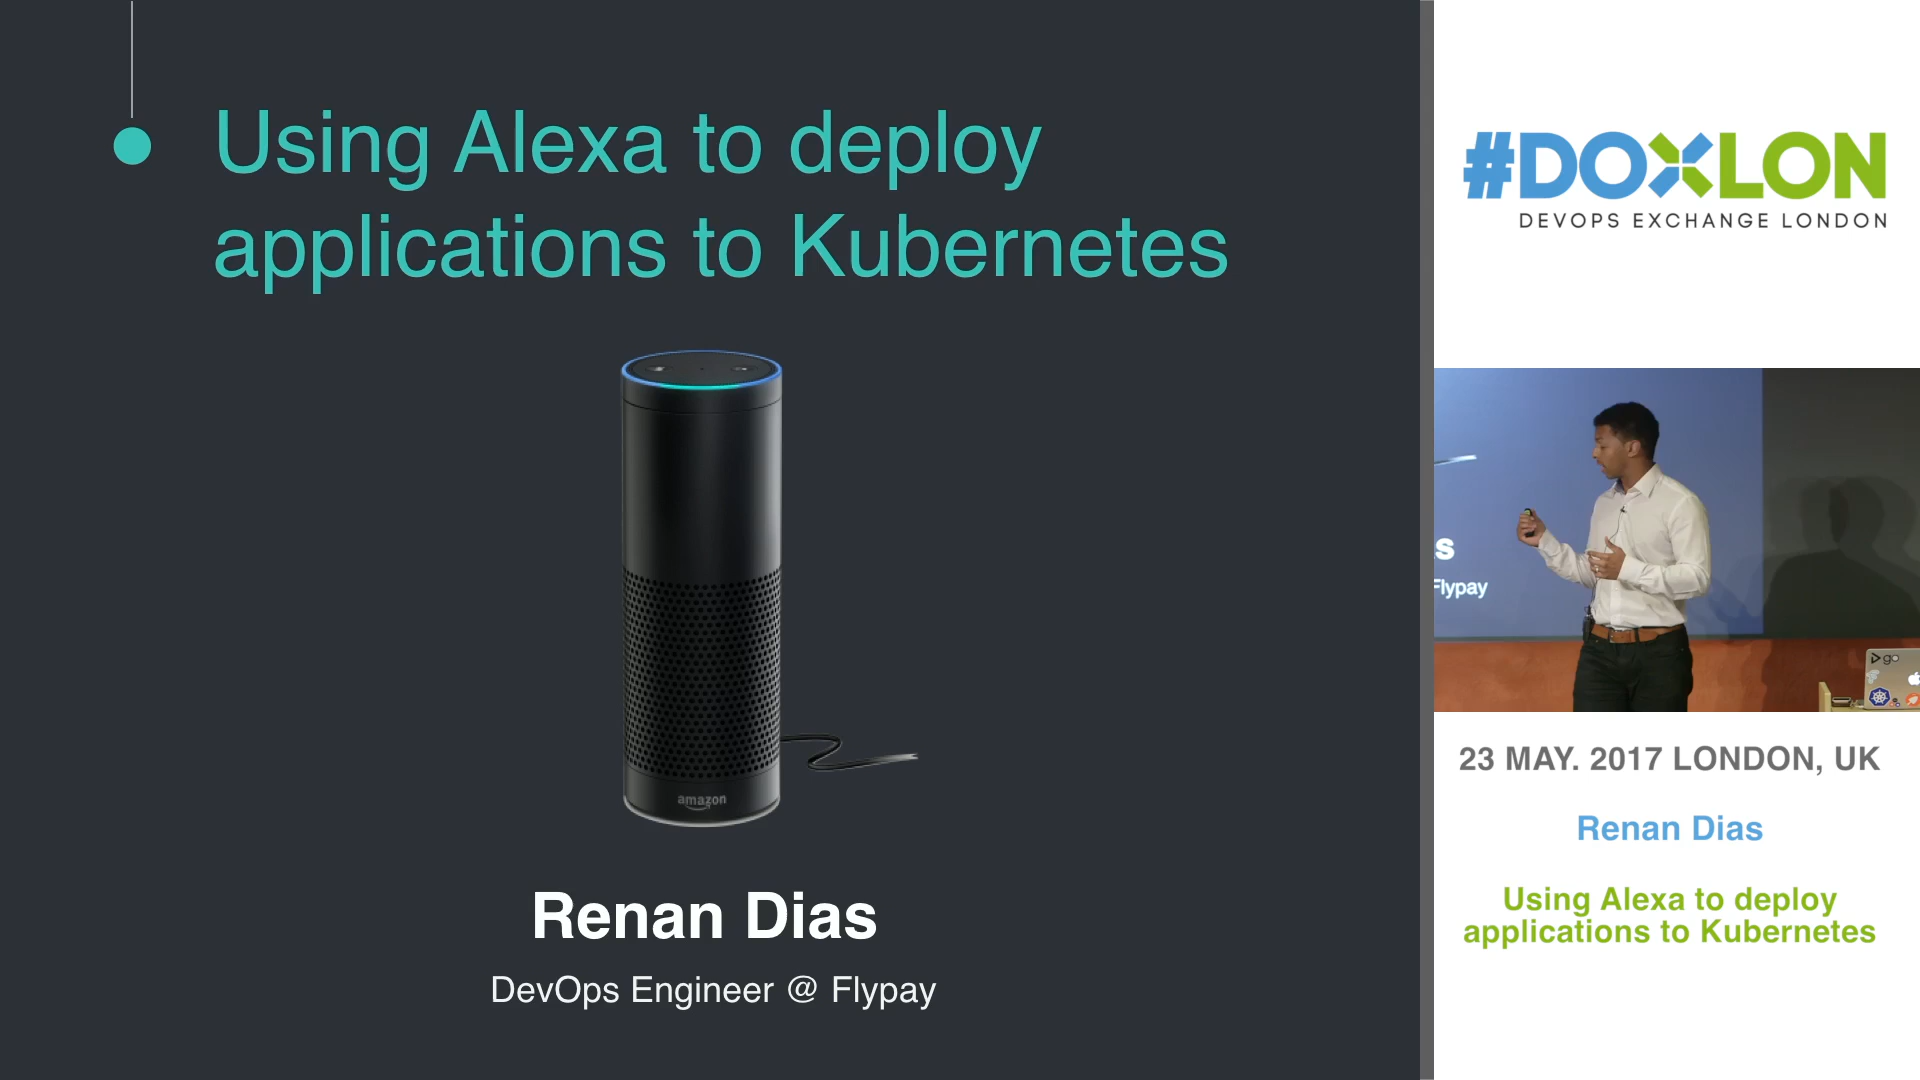 Using Alexa to deploy
applications to Kubernetes
amazon
Renan Dias
DevOps Engineer @ Flypay
#DOXLON
DEVOPS EXCHANGE LONDON
s
Flypay
go
23 MAY. 2017 LONDON, UK
Renan Dias
Using Alexa to deploy
applications to Kubernetes